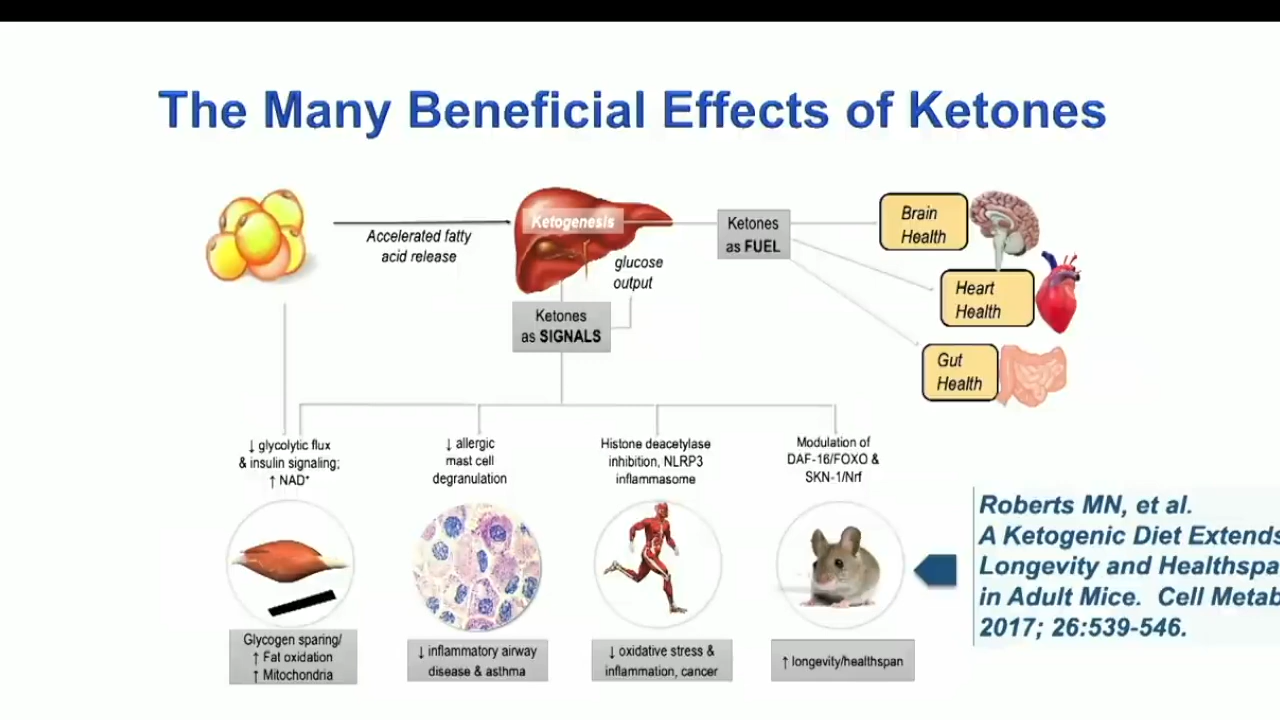 The Many Beneficial Effects of Ketones
Accelerated fatty
acid release
Ketogenesis
glucose
output
Ketones
as FUEL
Brain
Health
Heart
Health
Gut
Health
Ketones
as SIGNALS
↓ glycolytic flux
& insulin signaling;
↑ NAD⁺
↓ allergic
mast cell
degranulation
Histone deacetylase
inhibition, NLRP3
inflammasome
Modulation of
DAF-16/FOXO &
SKN-1/Nrf
Glycogen sparing/
↑ Fat oxidation
↑ Mitochondria
↓ inflammatory airway
disease & asthma
↓ oxidative stress &
inflammation, cancer
↑ longevity/healthspan
Roberts MN, et al.
A Ketogenic Diet Extends
Longevity and Healthspa
in Adult Mice. Cell Metab
2017; 26:539-546.